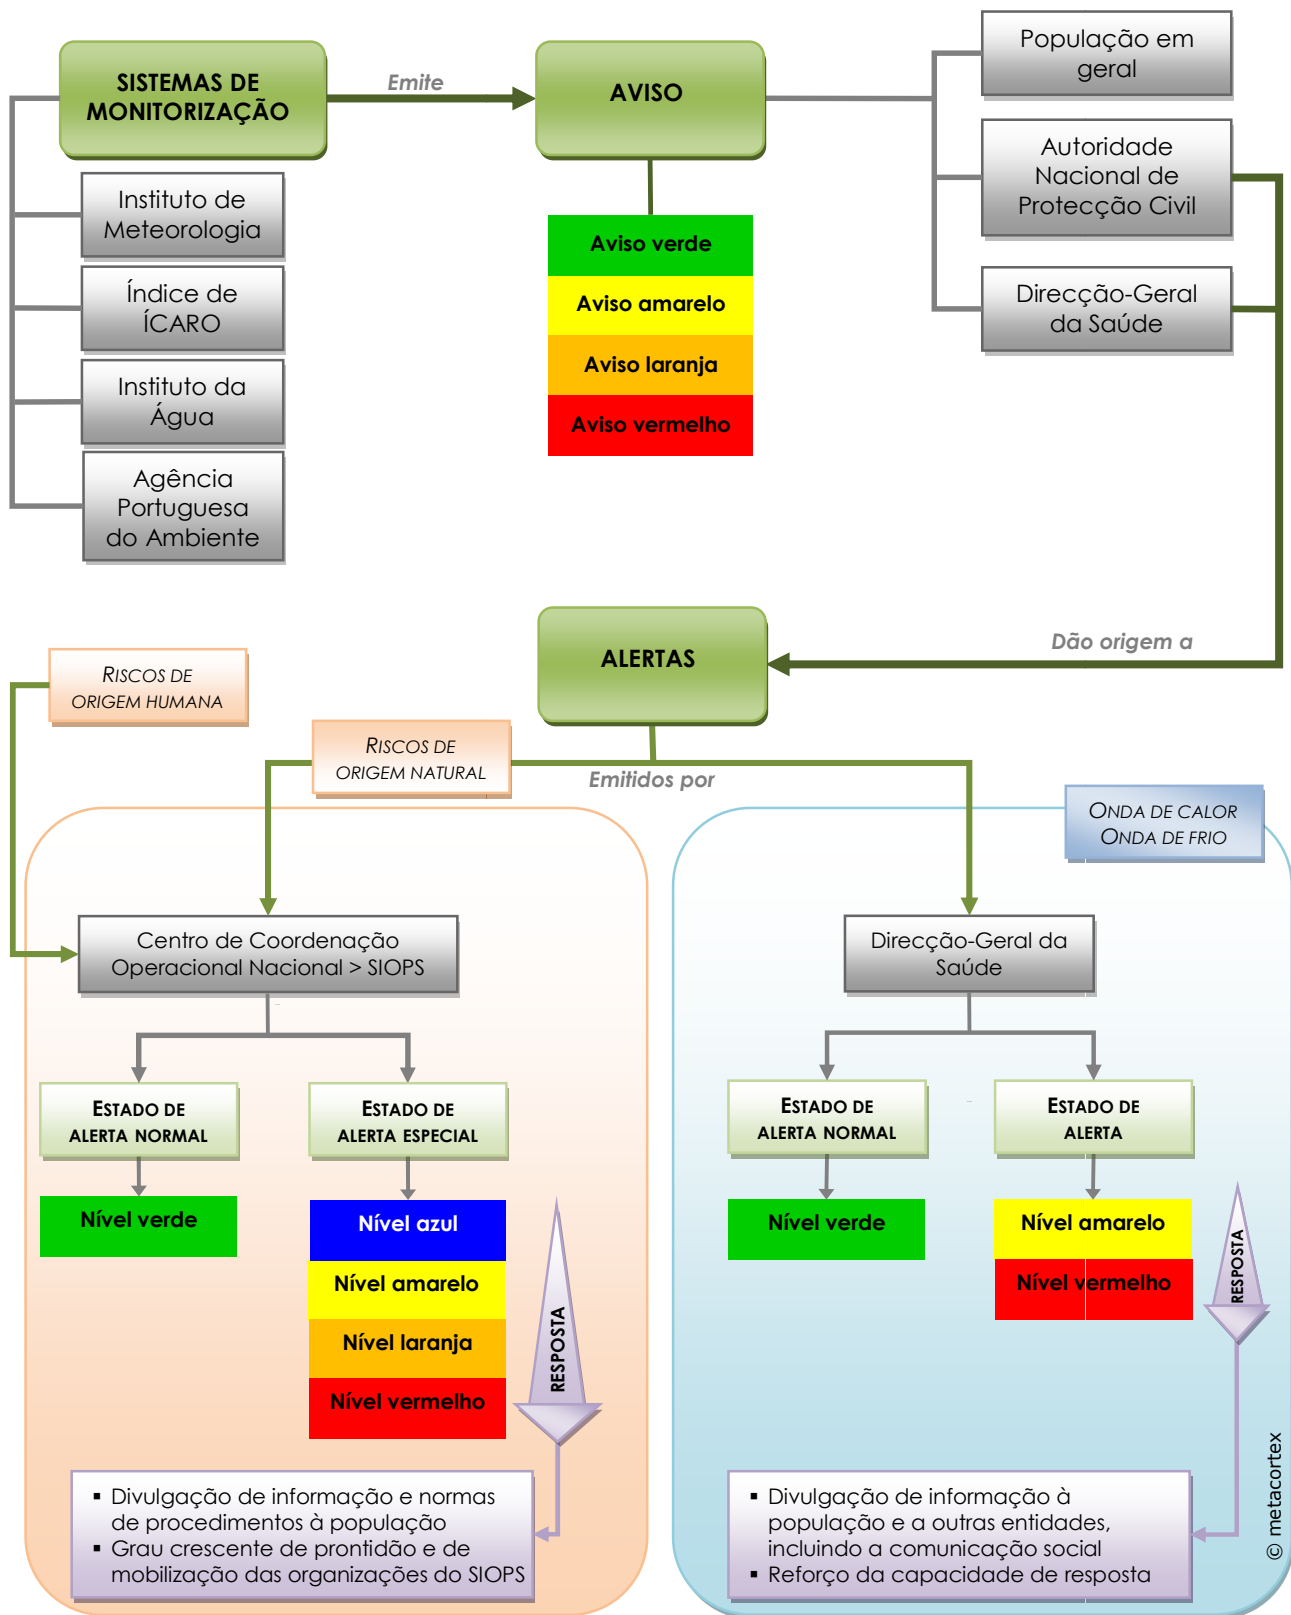 SISTEMAS DE
MONITORIZAÇÃO
Emite
AVISO
População em
geral
Autoridade
Nacional de
Protecção Civil
Direcção-Geral
da Saúde
Instituto de
Meteorologia
Índice de
ÍCARO
Instituto da
Água
Agência
Portuguesa
do Ambiente
Aviso verde
Aviso amarelo
Aviso laranja
Aviso vermelho
Dão origem a
ALERTAS
RISCOS DE
ORIGEM HUMANA
RISCOS DE
ORIGEM NATURAL
Emitidos por
ONDA DE CALOR
ONDA DE FRIO
Centro de Coordenação
Operacional Nacional > SIOPS
ESTADO DE
ALERTA NORMAL
ESTADO DE
ALERTA ESPECIAL
Nível verde
Nível azul
Nível amarelo
Nível laranja
Nível vermelho
RESPOSTA
▪ Divulgação de informação e normas
de procedimentos à população
▪ Grau crescente de prontidão e de
mobilização das organizações do SIOPS
Direcção-Geral da
Saúde
ESTADO DE
ALERTA NORMAL
ESTADO DE
ALERTA
Nível verde
Nível amarelo
Nível vermelho
RESPOSTA
▪ Divulgação de informação à
população e a outras entidades,
incluindo a comunicação social
▪ Reforço da capacidade de resposta
© metacortex